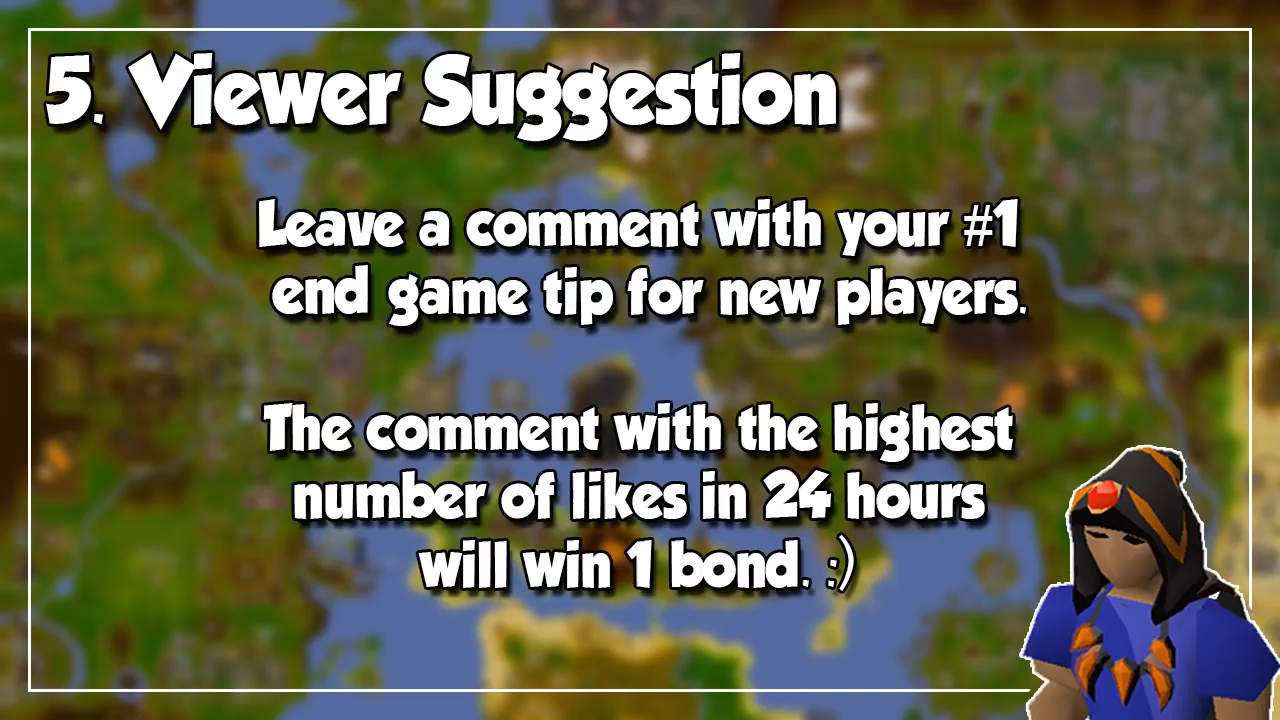 5. Viewer Suggestion
Leave a comment with your #1
end game tip for new players.
The comment with the highest
number of likes in 24 hours
will win 1 bond. :)